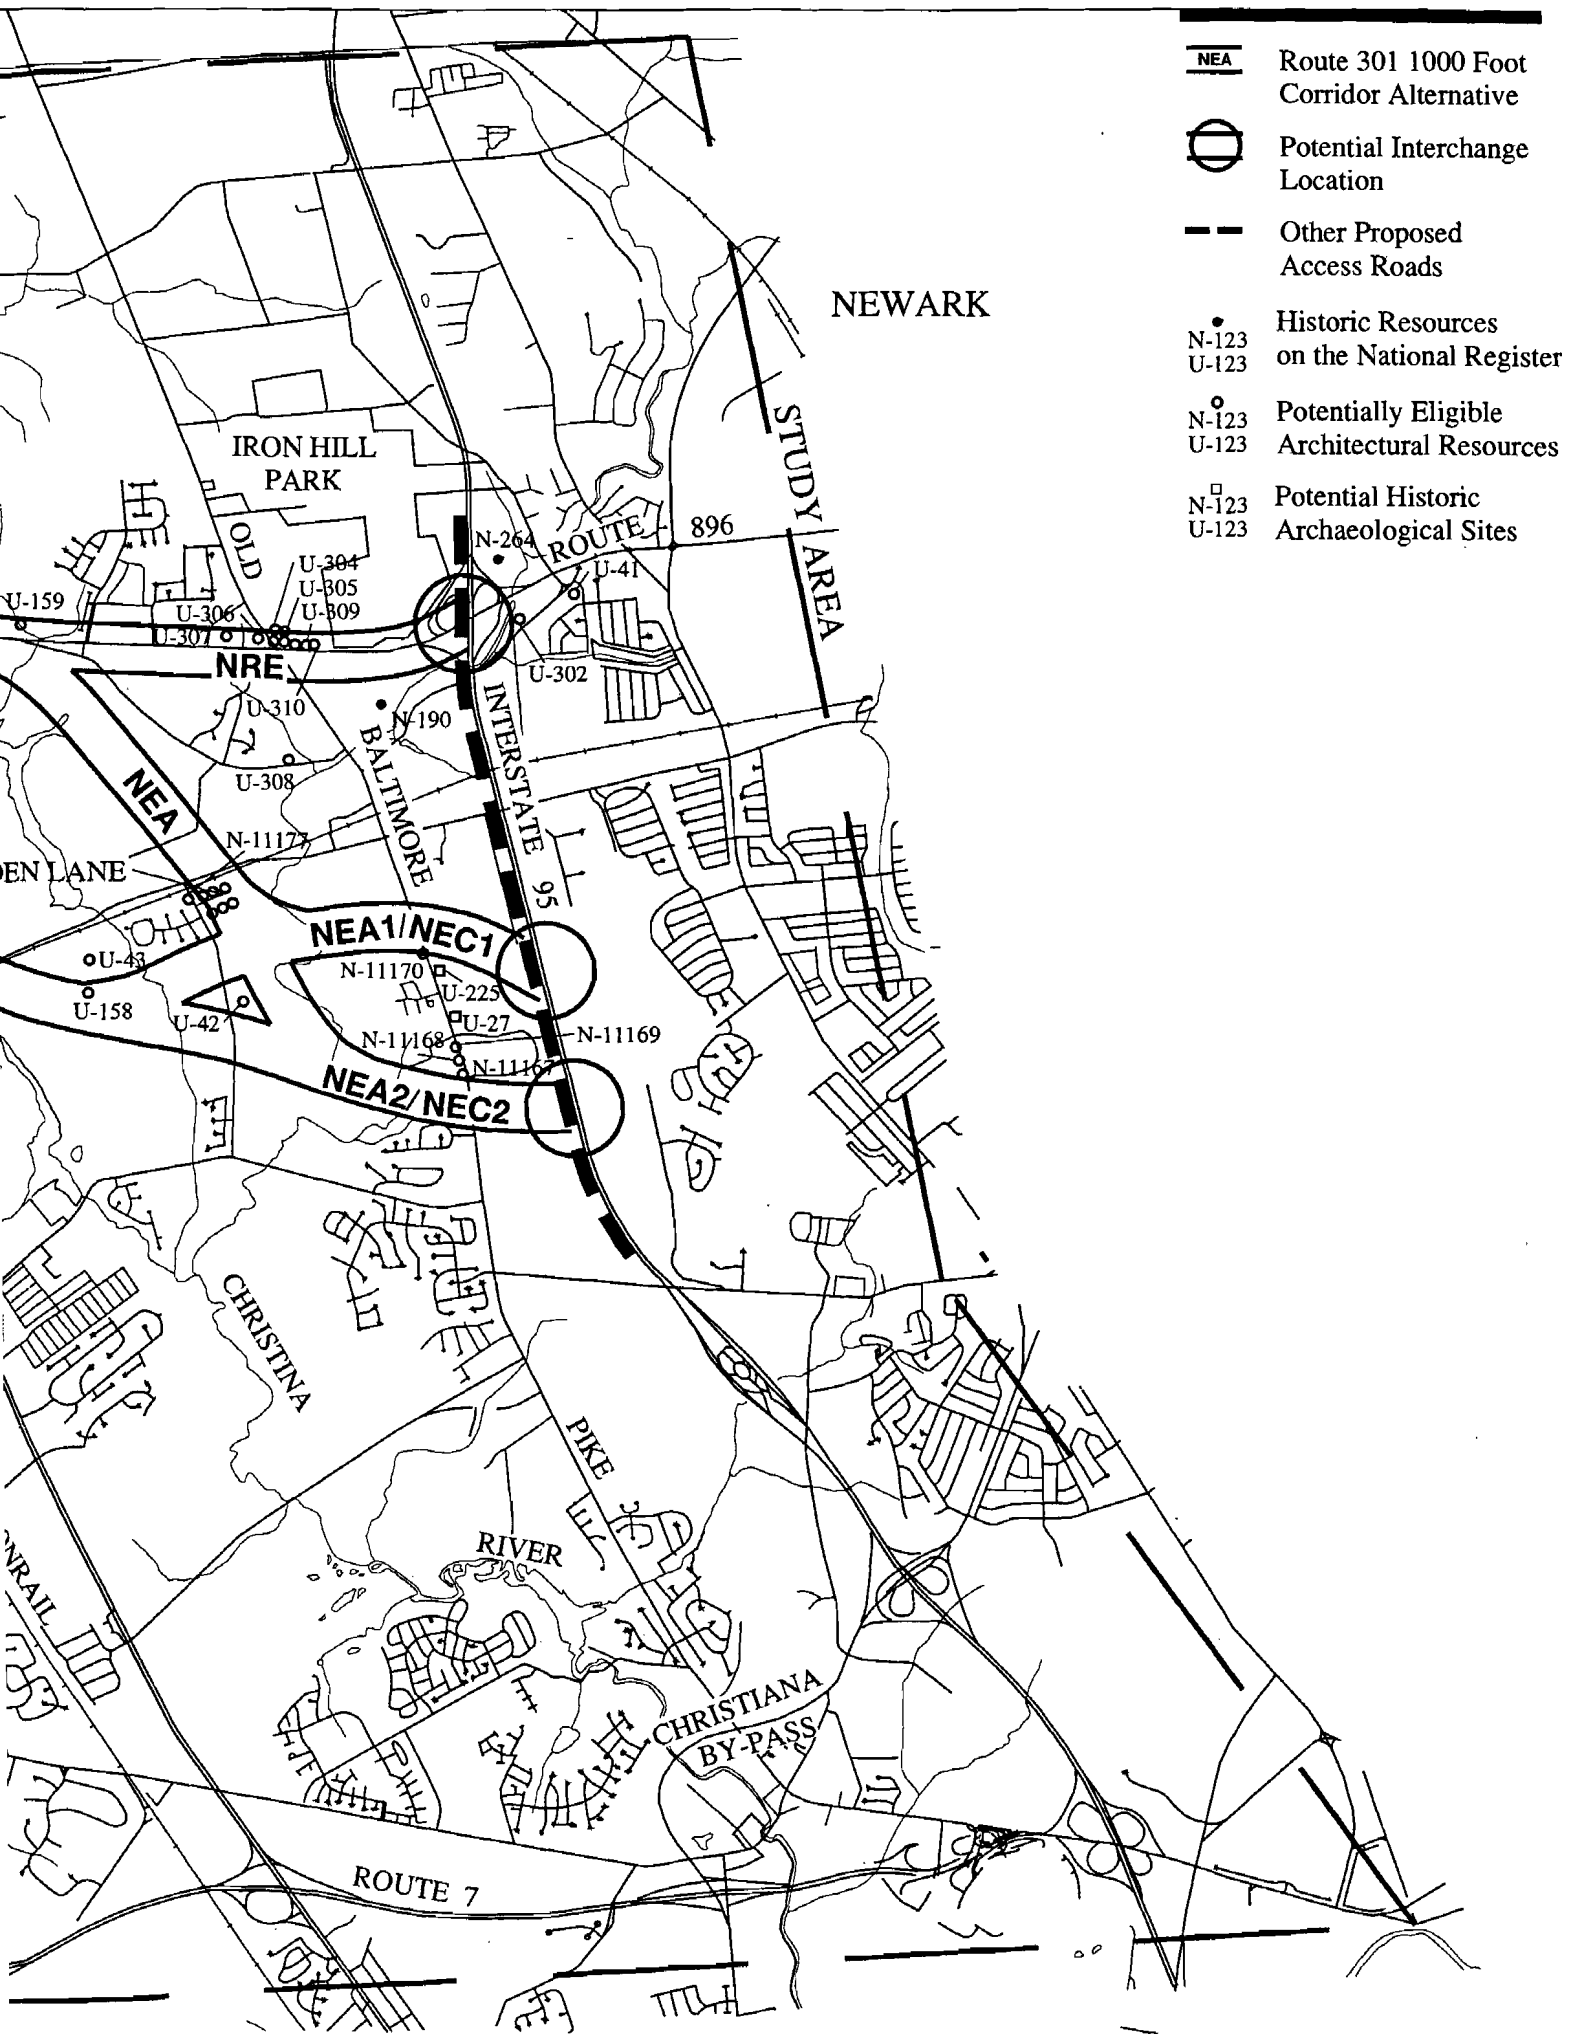 NEA
Route 301 1000 Foot
Corridor Alternative
Potential Interchange
Location
Other Proposed
Access Roads
N-123
U-123
Historic Resources
on the National Register
N-123
U-123
Potentially Eligible
Architectural Resources
N-123
U-123
Potential Historic
Archaeological Sites
NEWARK
STUDY AREA
IRON HILL
PARK
OLD
BALTIMORE
PIKE
N-264
ROUTE
896
U-41
U-304
U-305
U-309
U-159
U-306
U-307
NRE
U-302
U-310
N-190
INTERSTATE 95
U-308
NEA
N-11177
DEN LANE
NEA1/NEC1
U-43
N-11170
U-225
U-158
U-42
U-27
N-11168
N-11169
N-11167
NEA2/NEC2
CHRISTINA
RIVER
NRAIL
CHRISTIANA
BY-PASS
ROUTE 7